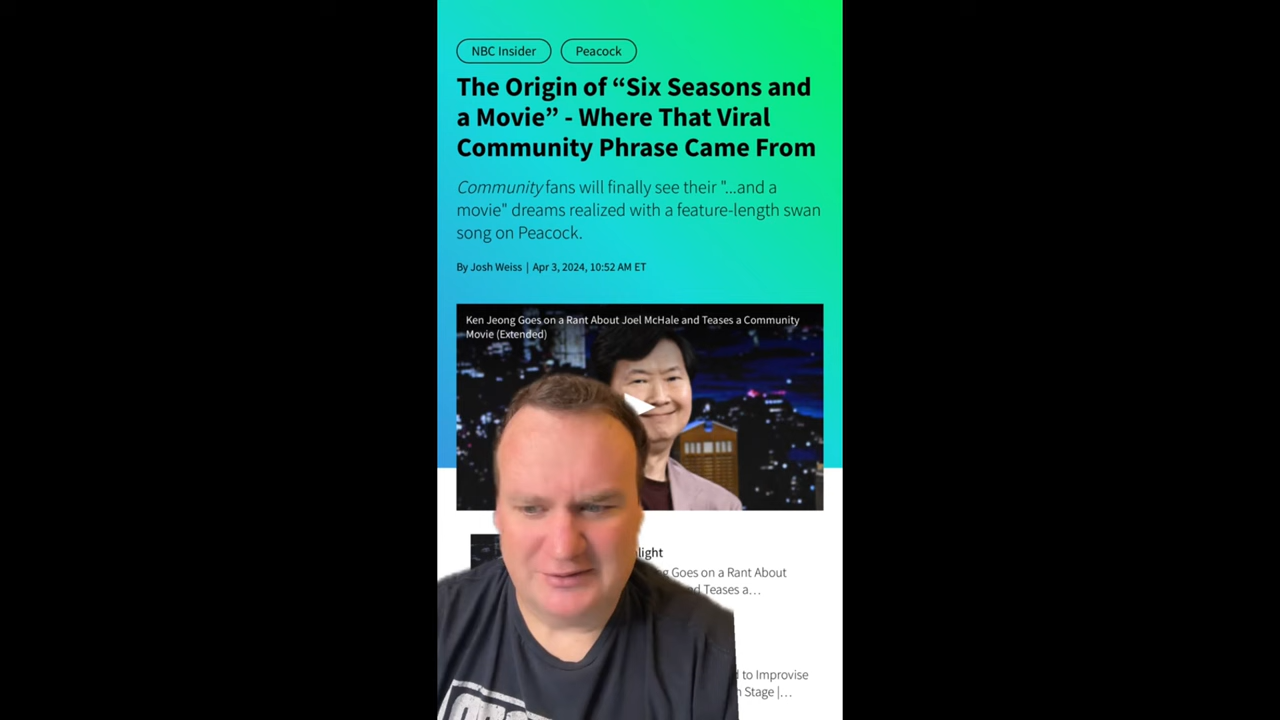 NBC Insider
Peacock
The Origin of “Six Seasons and
a Movie” - Where That Viral
Community Phrase Came From
Community fans will finally see their "...and a
movie" dreams realized with a feature-length swan
song on Peacock.
By Josh Weiss | Apr 3, 2024, 10:52 AM ET
Ken Jeong Goes on a Rant About Joel McHale and Teases a Community
Movie (Extended)
light
Goes on a Rant About
Teases a…
to Improvise
Stage |…